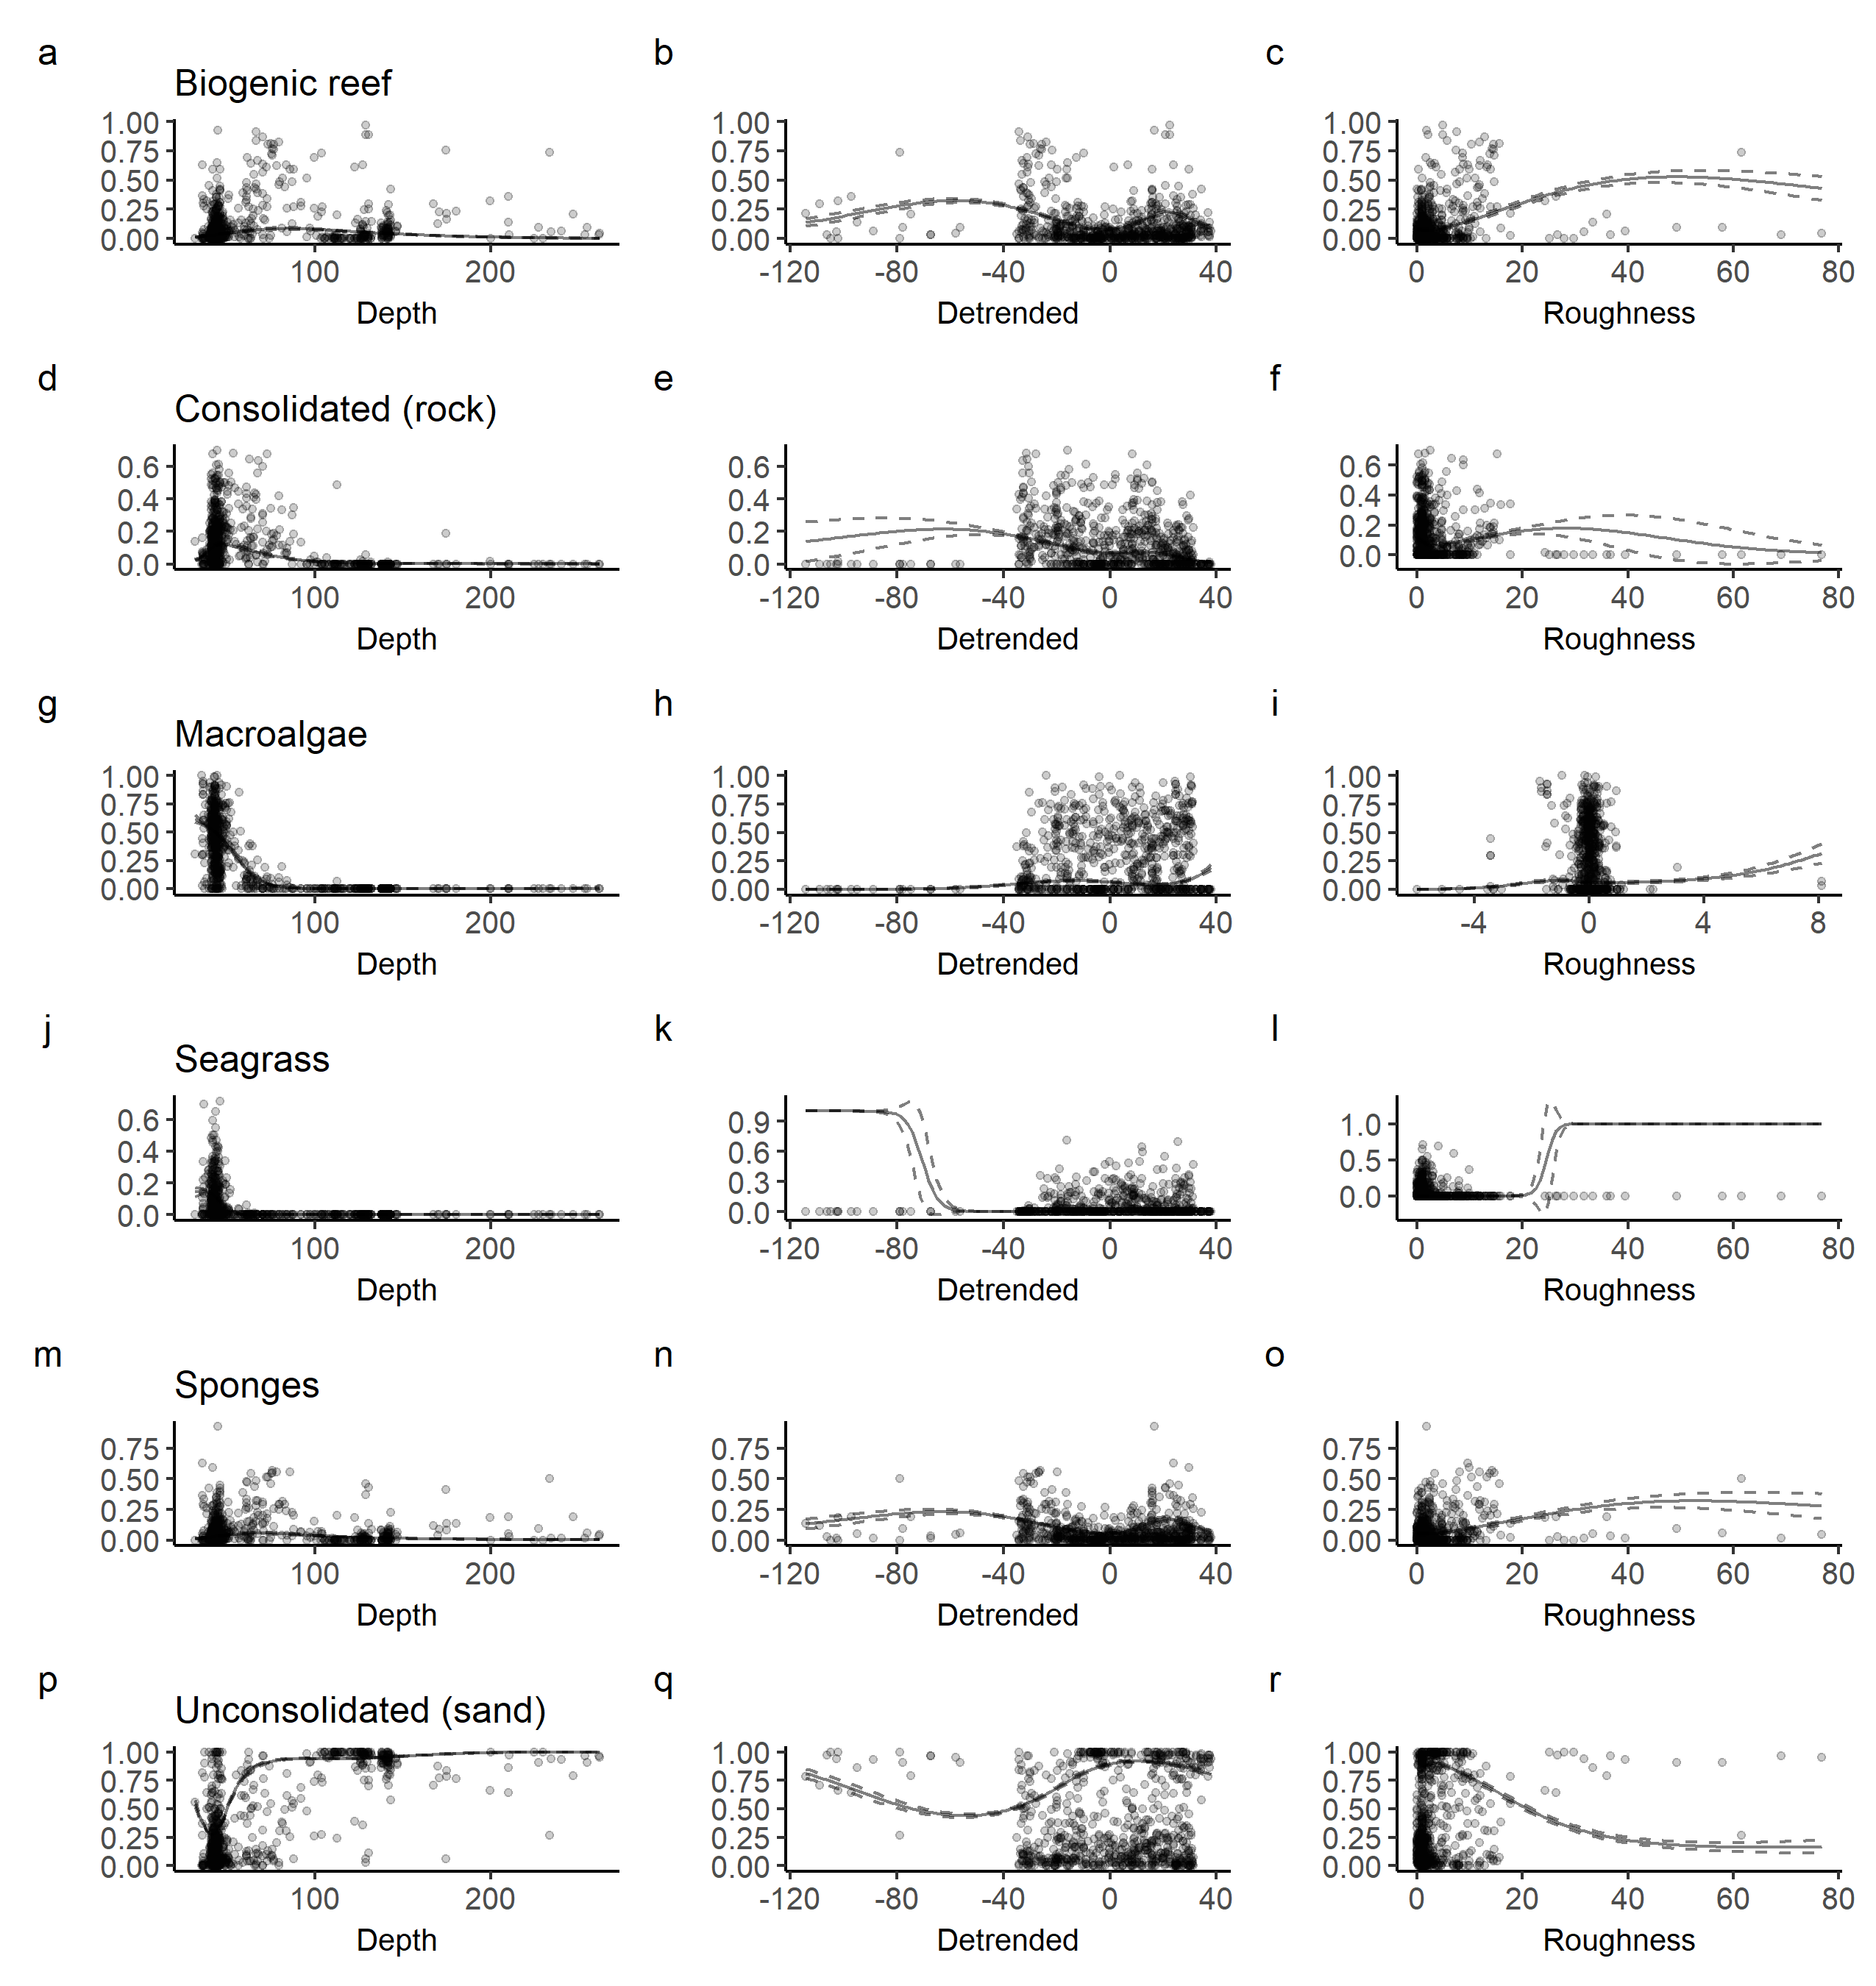 a b c
Biogenic reef
1.00 1.00 1.00
0.75 0.75 0.75
0.50 0.50 0.50
0.25 0.25 0.25
0.00 0.00 0.00
100 200 -120 -80 -40 0 40 0 20 40 60 80
Depth Detrended Roughness
d e f
Consolidated (rock)
0.6 0.6 0.6
0.4 0.4 0.4
0.2 0.2 0.2
0.0 0.0 0.0
100 200 -120 -80 -40 0 40 0 20 40 60 80
Depth Detrended Roughness
g h i
Macroalgae
1.00 1.00 1.00
0.75 0.75 0.75
0.50 0.50 0.50
0.25 0.25 0.25
0.00 0.00 0.00
100 200 -120 -80 -40 0 40 -4 0 4 8
Depth Detrended Roughness
j k l
Seagrass
0.6 0.9 1.0
0.4 0.6 0.5
0.2 0.3 0.0
0.0 0.0
100 200 -120 -80 -40 0 40 0 20 40 60 80
Depth Detrended Roughness
m n o
Sponges
0.75 0.75 0.75
0.50 0.50 0.50
0.25 0.25 0.25
0.00 0.00 0.00
100 200 -120 -80 -40 0 40 0 20 40 60 80
Depth Detrended Roughness
p q r
Unconsolidated (sand)
1.00 1.00 1.00
0.75 0.75 0.75
0.50 0.50 0.50
0.25 0.25 0.25
0.00 0.00 0.00
100 200 -120 -80 -40 0 40 0 20 40 60 80
Depth Detrended Roughness